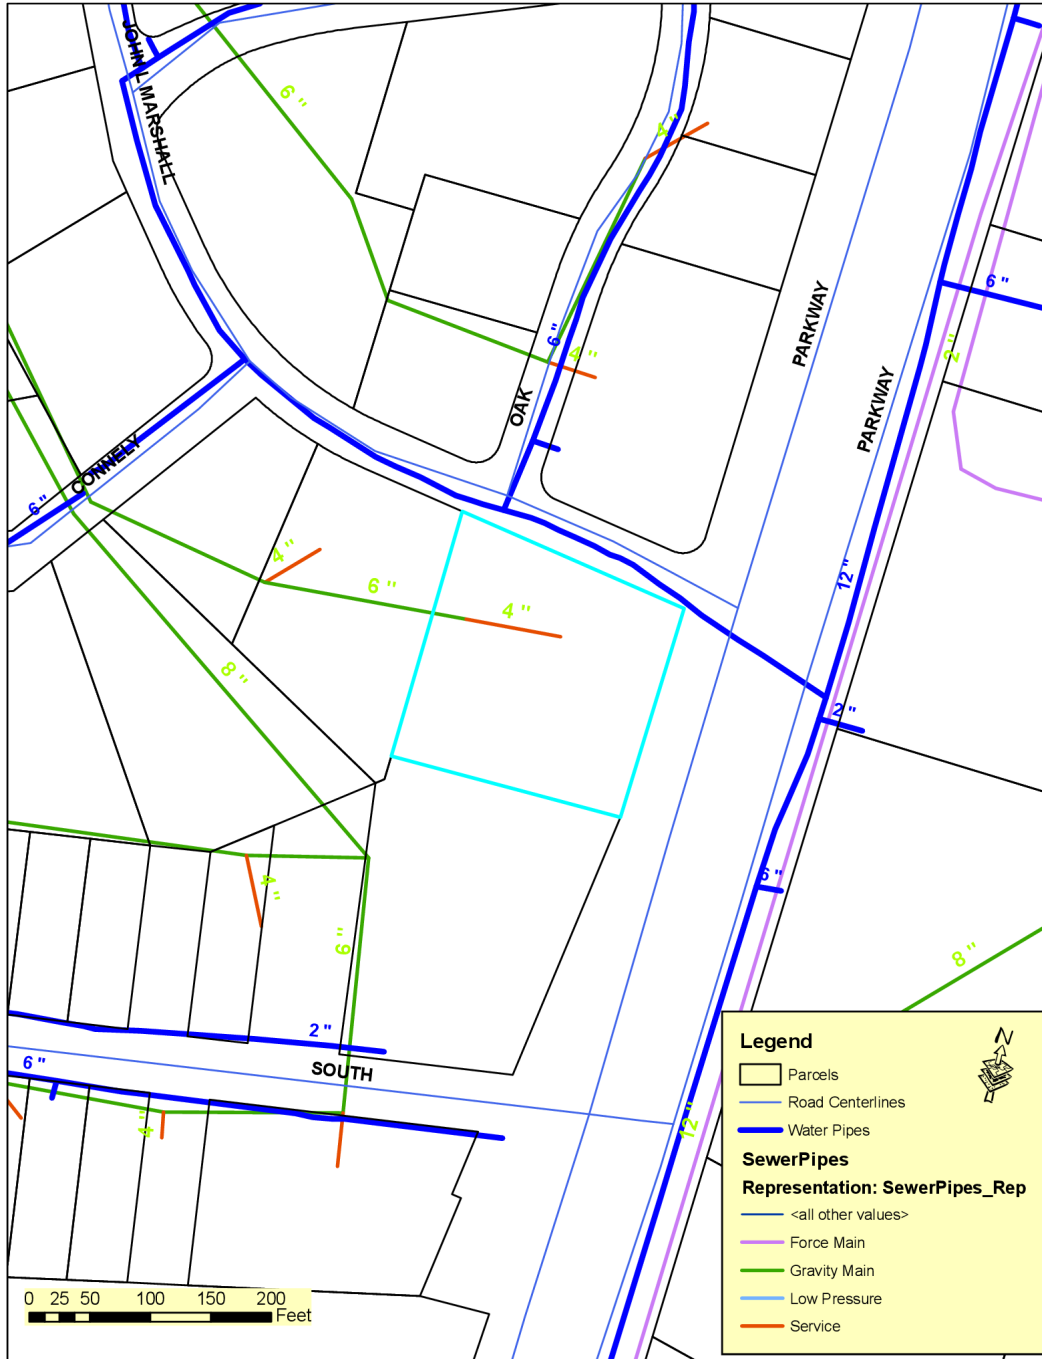 JOHN L MARSHALL
6 "
4 "
PARKWAY
6 "
6 "
4 "
2 "
OAK
PARKWAY
CONNELY
6 "
4 "
6 "
4 "
12 "
8 "
2 "
4 "
6 "
6 "
8 "
2 "
SOUTH
6 "
4 "
12 "
Legend
N
Parcels
Road Centerlines
Water Pipes
SewerPipes
Representation: SewerPipes_Rep
<all other values>
Force Main
Gravity Main
Low Pressure
Service
0 25 50 100 150 200
Feet